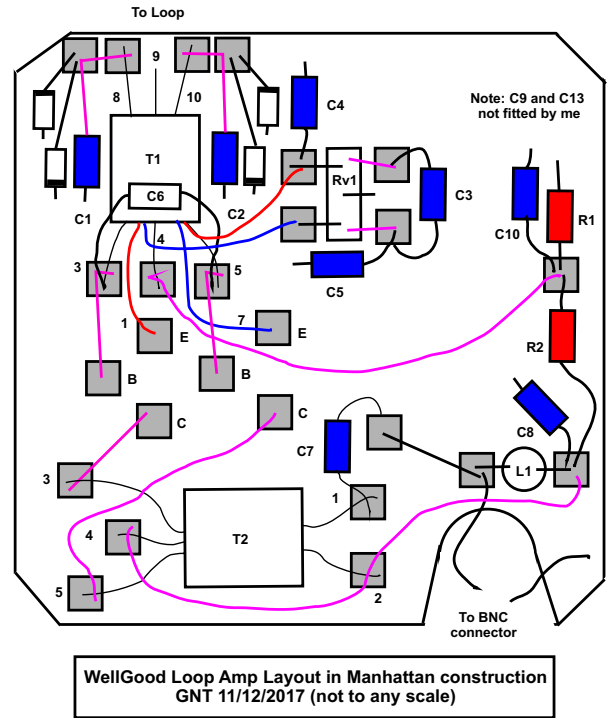 To Loop
9
8
10
C4
Note: C9 and C13
not fitted by me
T1
Rv1
C6
C3
C1
C2
R1
C10
4
3
5
C5
1
E
7
E
R2
B
B
C
C
C8
C7
3
L1
1
4
T2
5
2
To BNC
connector
WellGood Loop Amp Layout in Manhattan construction
GNT 11/12/2017 (not to any scale)